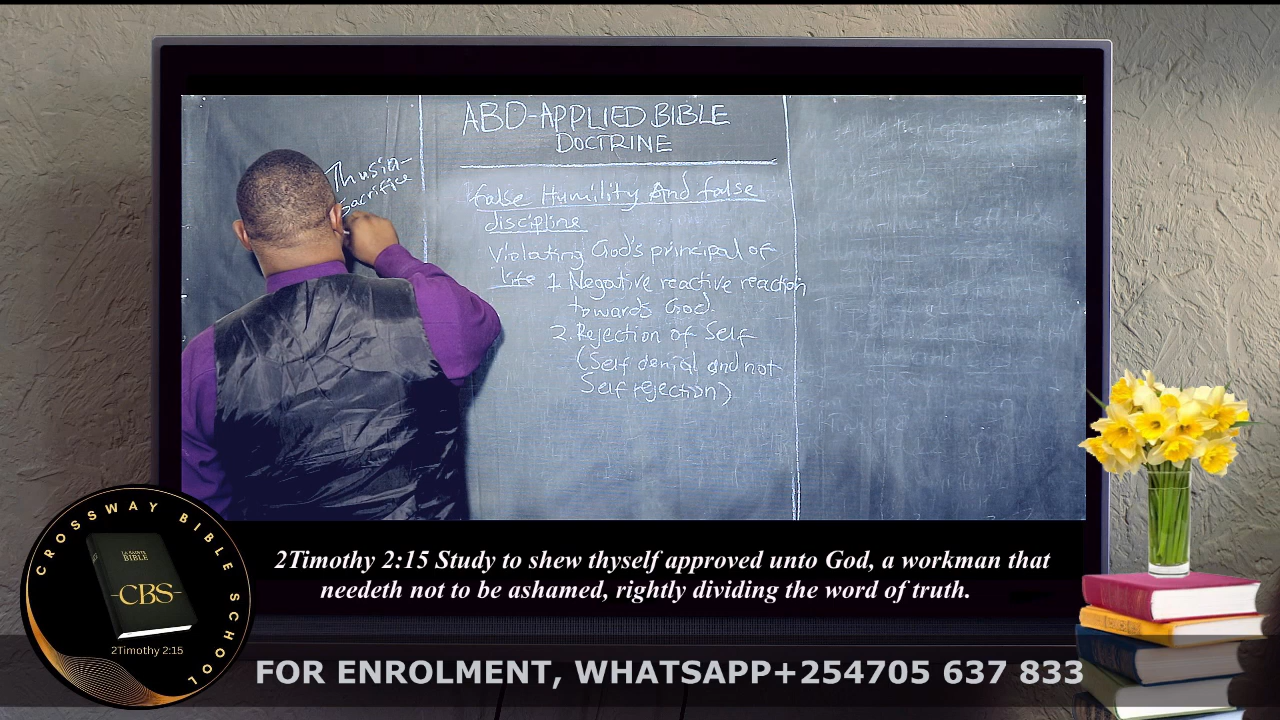 ABD-APPLIED BIBLE
DOCTRINE
Thusia-
Sacrifice
false Humility And false
discipline
violating God's principal of
life 1. Negative reactive reaction
towards God.
2. Rejection of Self
(Self denial and not
Self rejection)
2Timothy 2:15 Study to shew thyself approved unto God, a workman that
needeth not to be ashamed, rightly dividing the word of truth.
CROSSWAY BIBLE SCHOOL
LA SAINTE
BIBLE
CBS
2Timothy 2:15
FOR ENROLMENT, WHATSAPP+254705 637 833